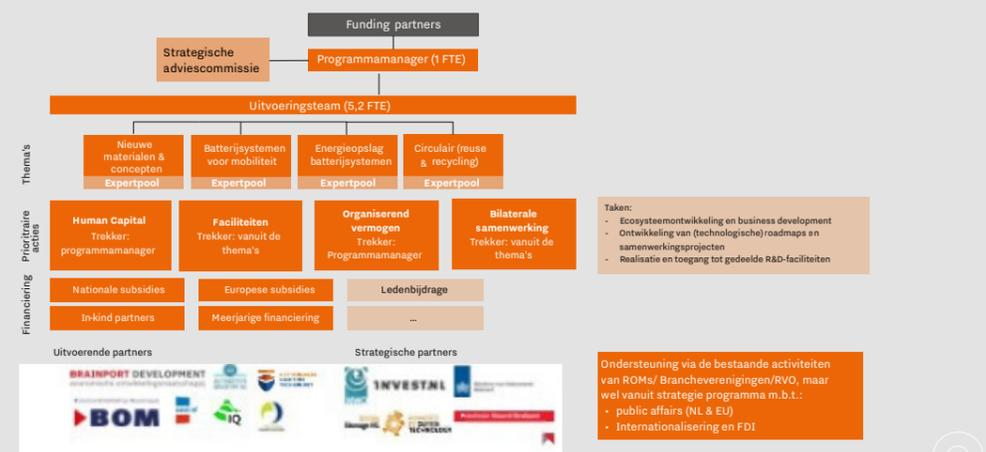 Funding partners
Strategische
adviescommissie
Programmamanager (1 FTE)
Uitvoeringsteam (5,2 FTE)
Thema's
Nieuwe
materialen &
concepten
Expertpool
Batterijsystemen
voor mobiliteit
Expertpool
Energieopslag
batterijsystemen
Expertpool
Circulair (reuse
& recycling)
Expertpool
Prioritraire
acties
Human Capital
Trekker:
programmamanager
Faciliteiten
Trekker: vanuit de
thema's
Organiserend
vermogen
Trekker:
Programmamanager
Bilaterale
samenwerking
Trekker: vanuit de
thema's
Taken:
- Ecosysteemontwikkeling en business development
- Ontwikkeling van (technologische) roadmaps en
samenwerkingsprojecten
- Realisatie en toegang tot gedeelde R&D-faciliteiten
Financiering
Nationale subsidies
Europese subsidies
Ledenbijdrage
In-kind partners
Meerjarige financiering
...
Uitvoerende partners
Strategische partners
BRAINPORT DEVELOPMENT
BOM
IQ
INVEST.NL
Ondersteuning via de bestaande activiteiten
van ROMs/ Brancheverenigingen/RVO, maar
wel vanuit strategie programma m.b.t.:
• public affairs (NL & EU)
• Internationalisering en FDI